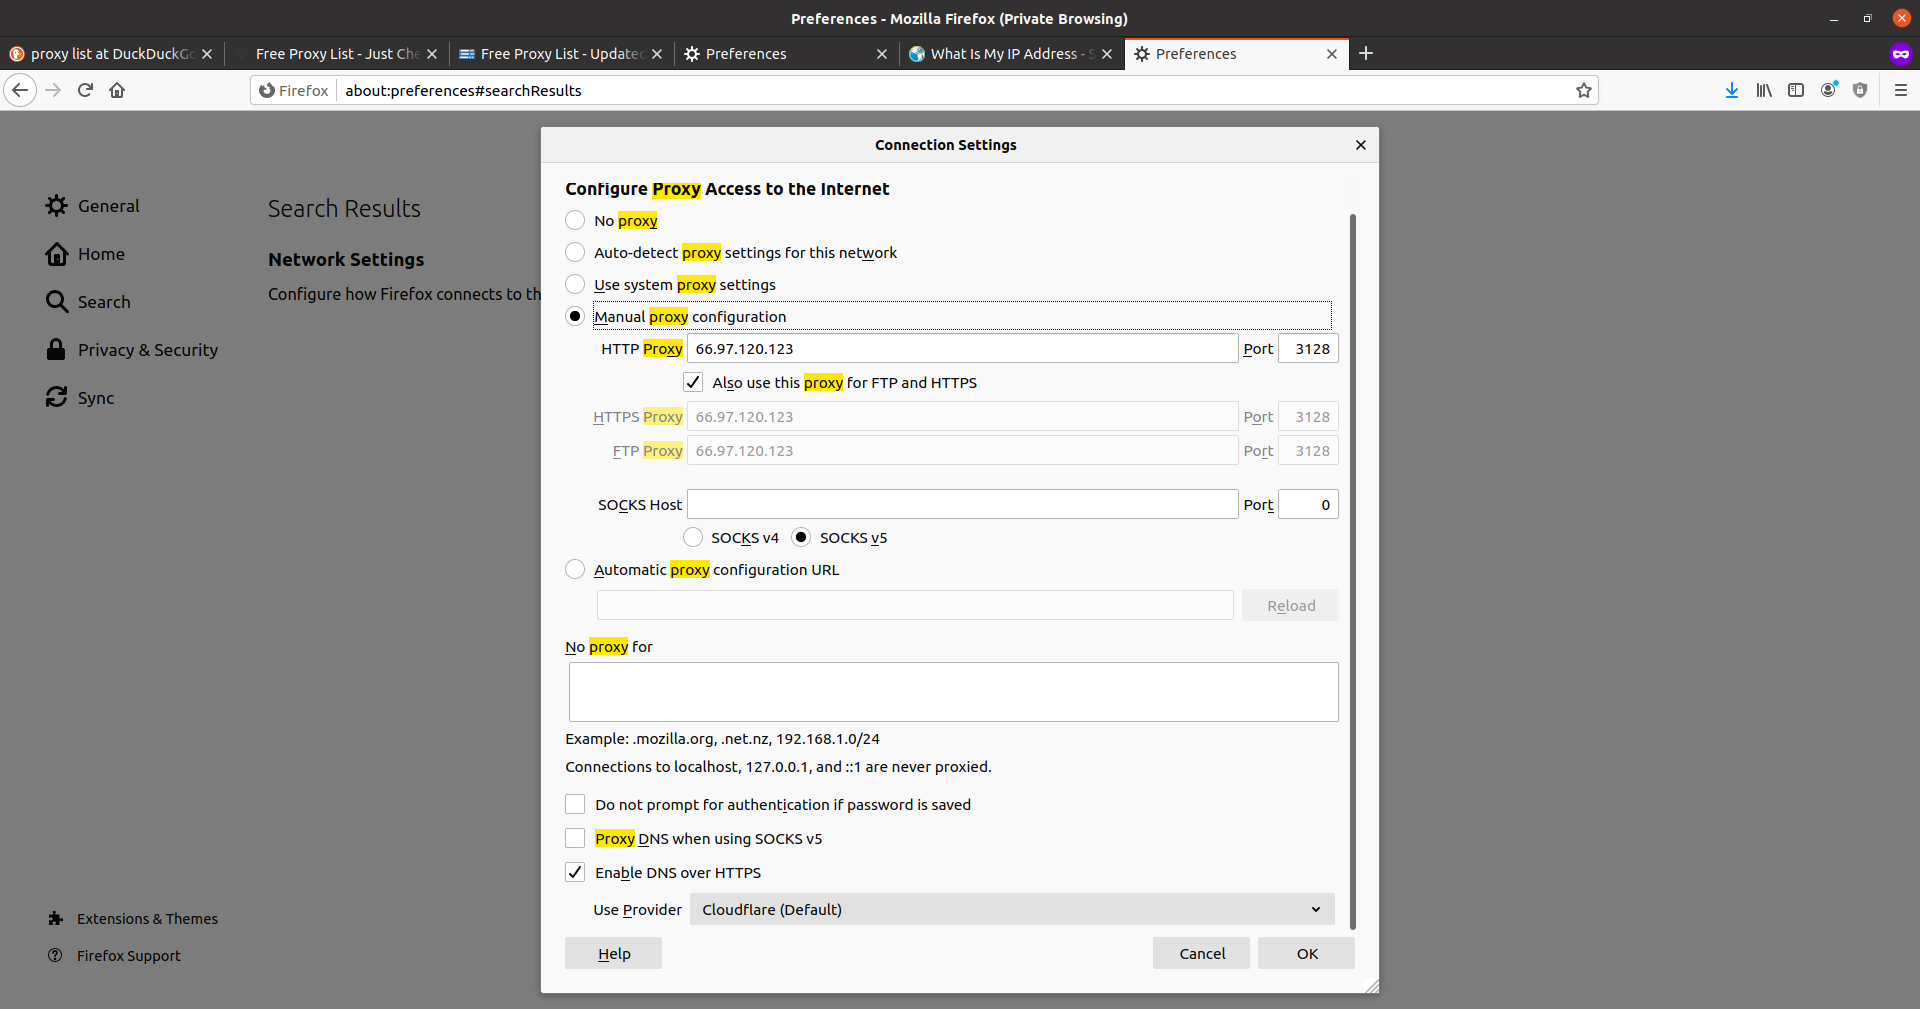 Preferences - Mozilla Firefox (Private Browsing)
proxy list at DuckDuckGo
Free Proxy List - Just Che
Free Proxy List - Updated
Preferences
What Is My IP Address - S
Preferences
Firefox
about:preferences#searchResults
Connection Settings
General
Home
Search
Privacy & Security
Sync
Extensions & Themes
Firefox Support
Search Results
Network Settings
Configure how Firefox connects to th
Configure Proxy Access to the Internet
No proxy
Auto-detect proxy settings for this network
Use system proxy settings
Manual proxy configuration
HTTP Proxy 66.97.120.123 Port 3128
Also use this proxy for FTP and HTTPS
HTTPS Proxy 66.97.120.123 Port 3128
FTP Proxy 66.97.120.123 Port 3128
SOCKS Host Port 0
SOCKS v4 SOCKS v5
Automatic proxy configuration URL
Reload
No proxy for
Example: .mozilla.org, .net.nz, 192.168.1.0/24
Connections to localhost, 127.0.0.1, and ::1 are never proxied.
Do not prompt for authentication if password is saved
Proxy DNS when using SOCKS v5
Enable DNS over HTTPS
Use Provider Cloudflare (Default)
Help Cancel OK